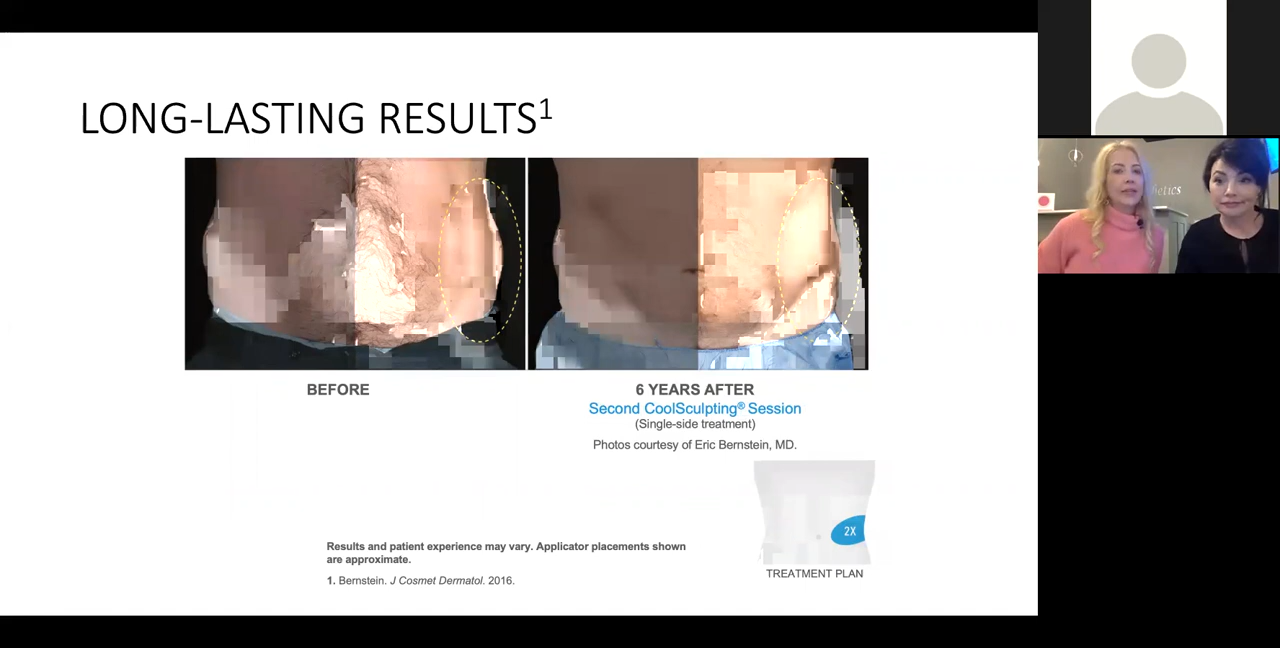 LONG-LASTING RESULTS1
BEFORE
6 YEARS AFTER
Second CoolSculpting® Session
(Single-side treatment)
Photos courtesy of Eric Bernstein, MD.
2X
TREATMENT PLAN
Results and patient experience may vary. Applicator placements shown
are approximate.
1. Bernstein. J Cosmet Dermatol. 2016.